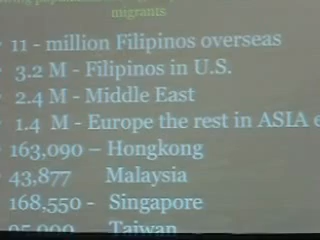 migrants
11 - million Filipinos overseas
3.2 M - Filipinos in U.S.
2.4 M - Middle East
1.4 M - Europe the rest in ASIA
163,090 – Hongkong
43,877 Malaysia
168,550 - Singapore
Taiwan